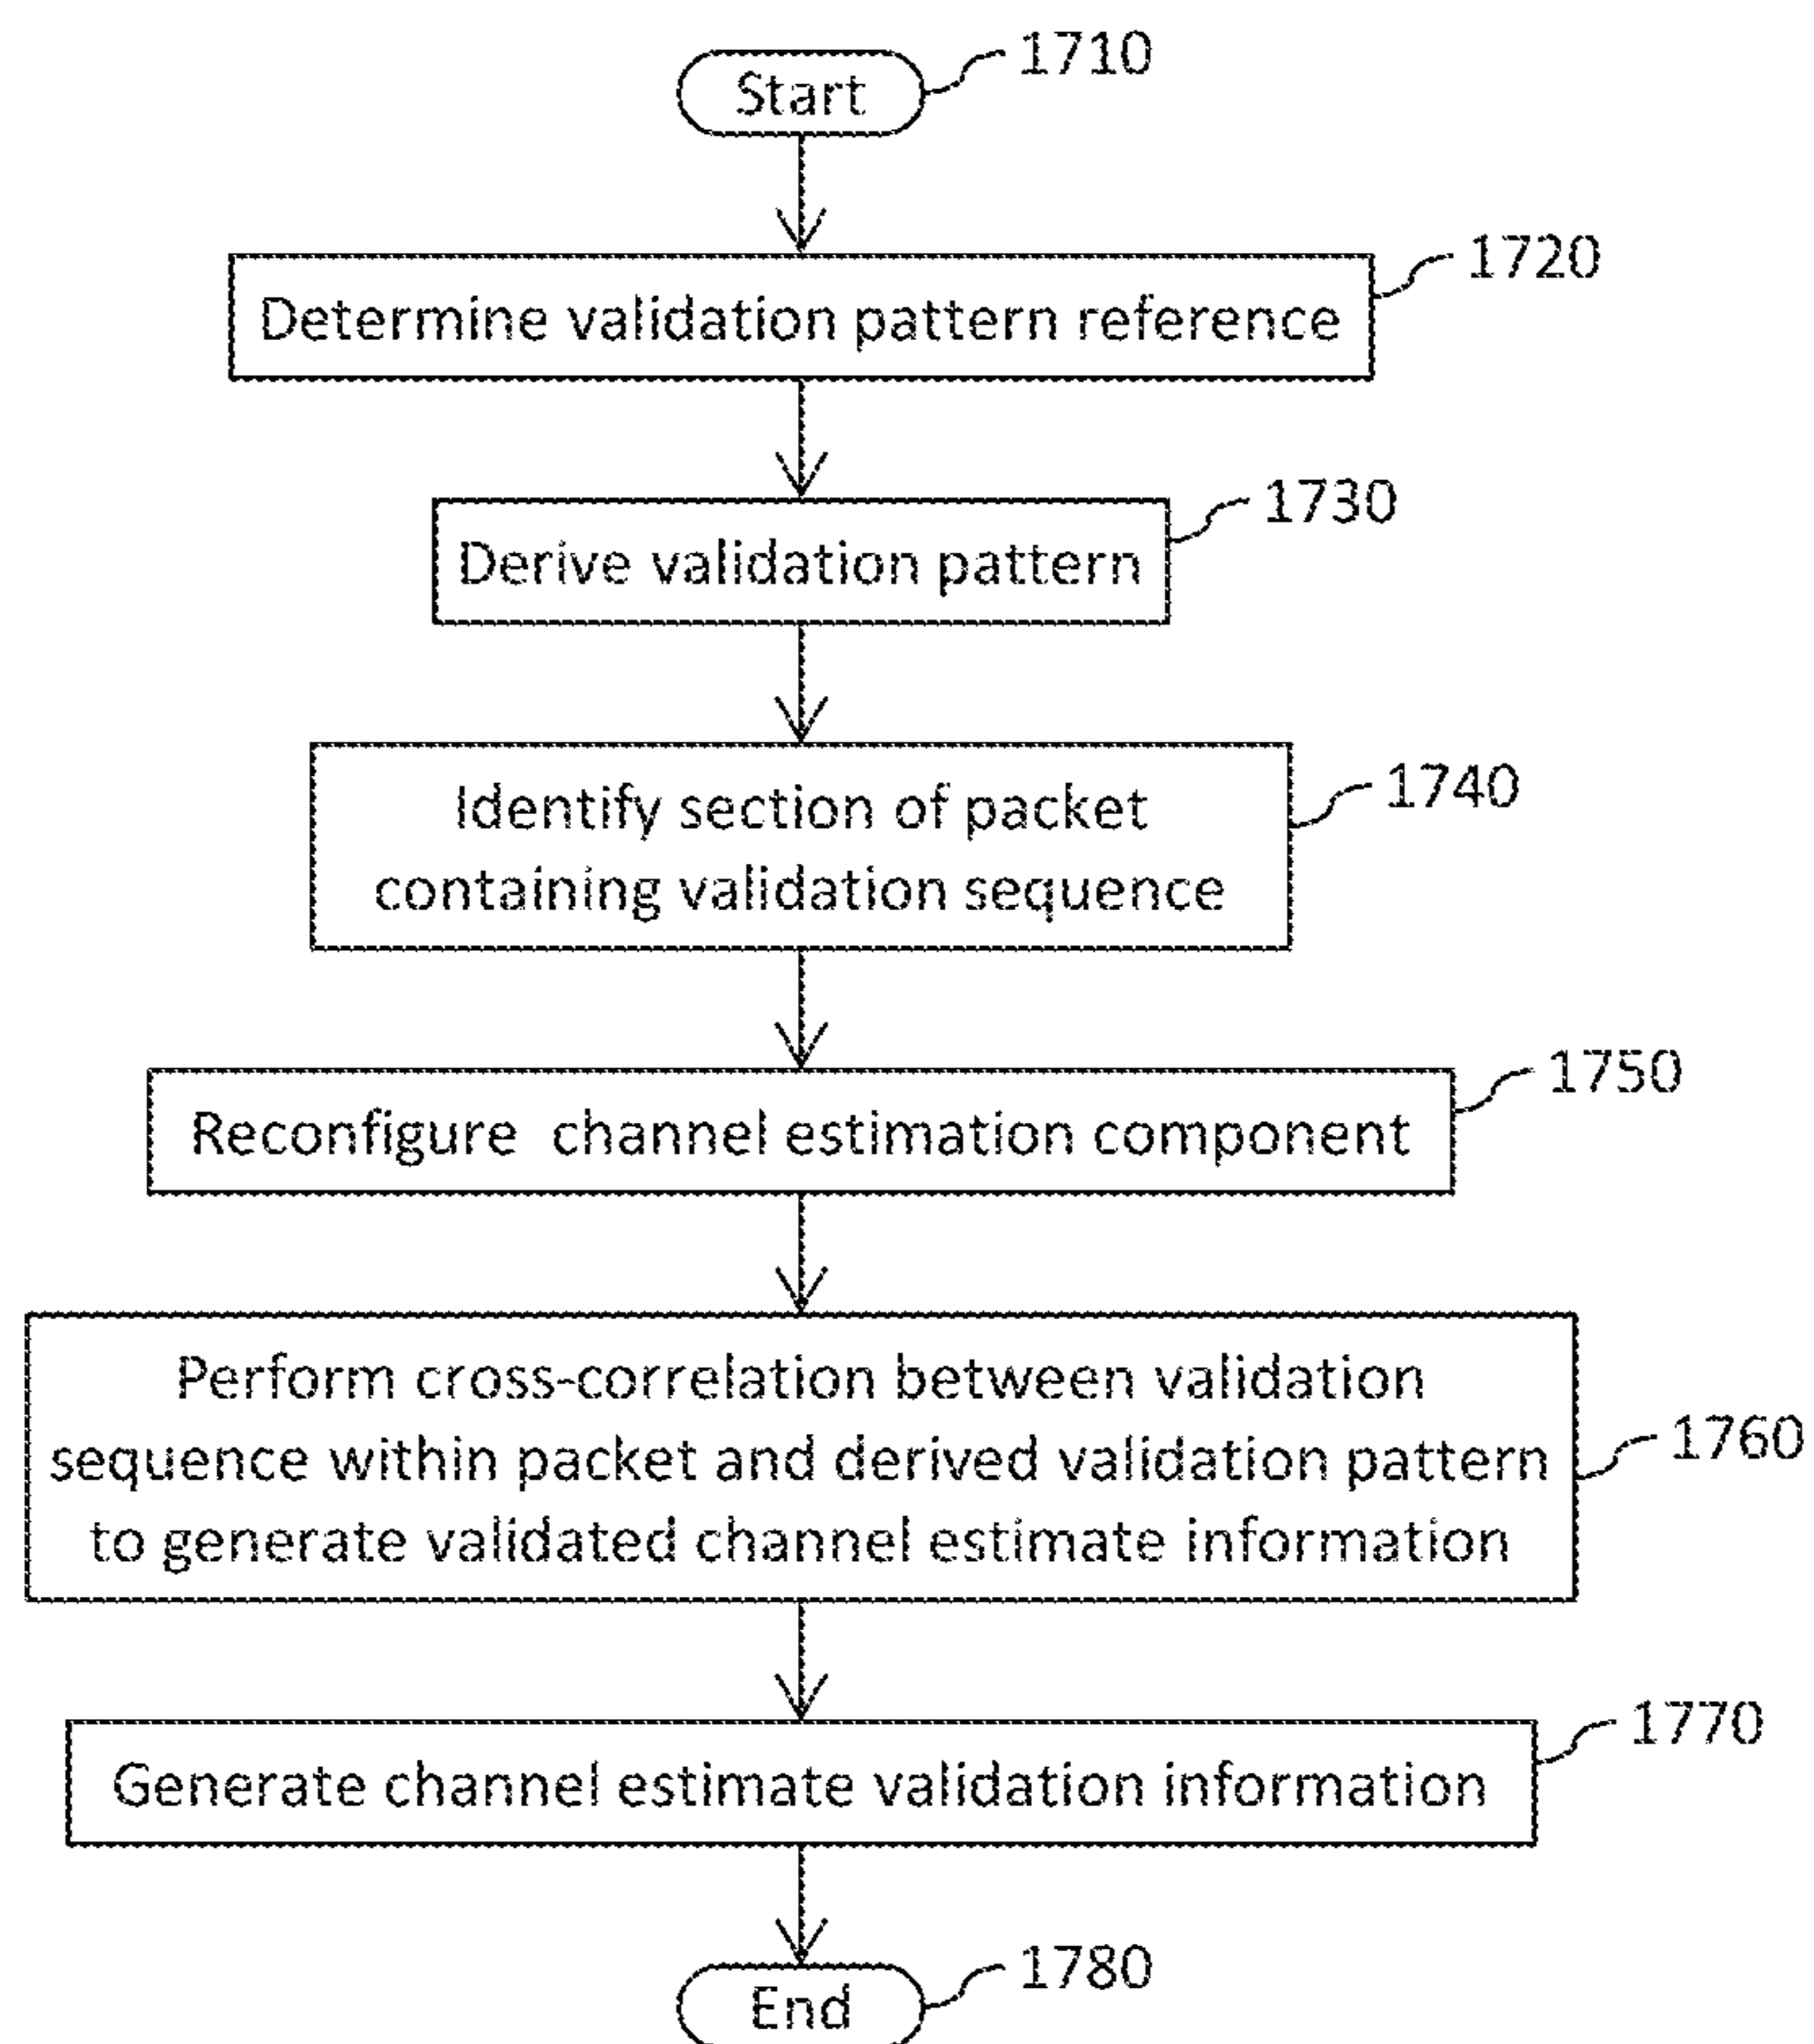 Start
1710
Determine validation pattern reference
1720
Derive validation pattern
1730
Identify section of packet
containing validation sequence
1740
Reconfigure channel estimation component
1750
Perform cross-correlation between validation
sequence within packet and derived validation pattern
to generate validated channel estimate information
1760
Generate channel estimate validation information
1770
End
1780